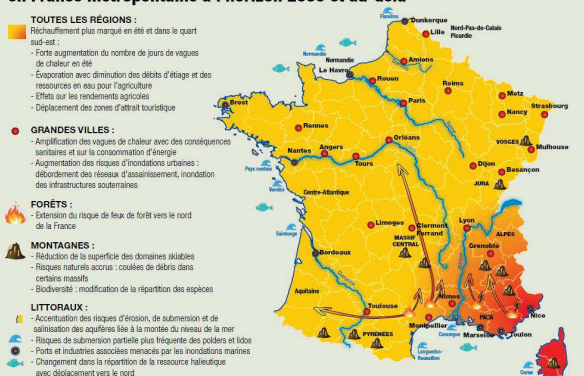 en France métropolitaine à l'horizon 2050 et au-delà
TOUTES LES RÉGIONS :
Réchauffement plus marqué en été et dans le quart
sud-est :
- Forte augmentation du nombre de jours de vagues
de chaleur en été
- Évaporation avec diminution des débits d'étiage et des
ressources en eau pour l'agriculture
- Effets sur les rendements agricoles
- Déplacement des zones d'attrait touristique
GRANDES VILLES :
- Amplification des vagues de chaleur avec des conséquences
sanitaires et sur la consommation d'énergie
- Augmentation des risques d'inondations urbaines :
débordement des réseaux d'assainissement, inondation
des infrastructures souterraines
FORÊTS :
- Extension du risque de feux de forêt vers le nord
de la France
MONTAGNES :
- Réduction de la superficie des domaines skiables
- Risques naturels accrus : coulées de débris dans
certains massifs
- Biodiversité : modification de la répartition des espèces
LITTORAUX :
- Accentuation des risques d'érosion, de submersion et de
salinisation des aquifères liée à la montée du niveau de la mer
- Risques de submersion partielle plus fréquente des polders et lidos
- Ports et industries associées menacés par les inondations marines
- Changement dans la répartition de la ressource halieutique
avec déplacement vers le nord
Flandres
Dunkerque
Lille
Nord-Pas-de-Calais
Picardie
Normandie
Normandie
Amiens
Le Havre
Rouen
Reims
Metz
Paris
Nancy
Strasbourg
Brest
Rennes
Orléans
VOSGES
Mulhouse
Nantes
Angers
Tours
Dijon
Besançon
Pays nantais
JURA
Vendée
Centre-Atlantique
Limoges
Clermont
Ferrand
Lyon
ALPES
Saintonge
MASSIF
CENTRAL
Grenoble
Bordeaux
Garonne
Aquitaine
Toulouse
Nîmes
PACA
Nice
Montpellier
Camargue
Marseille
Toulon
PYRÉNÉES
Languedoc-
Roussillon
Corse